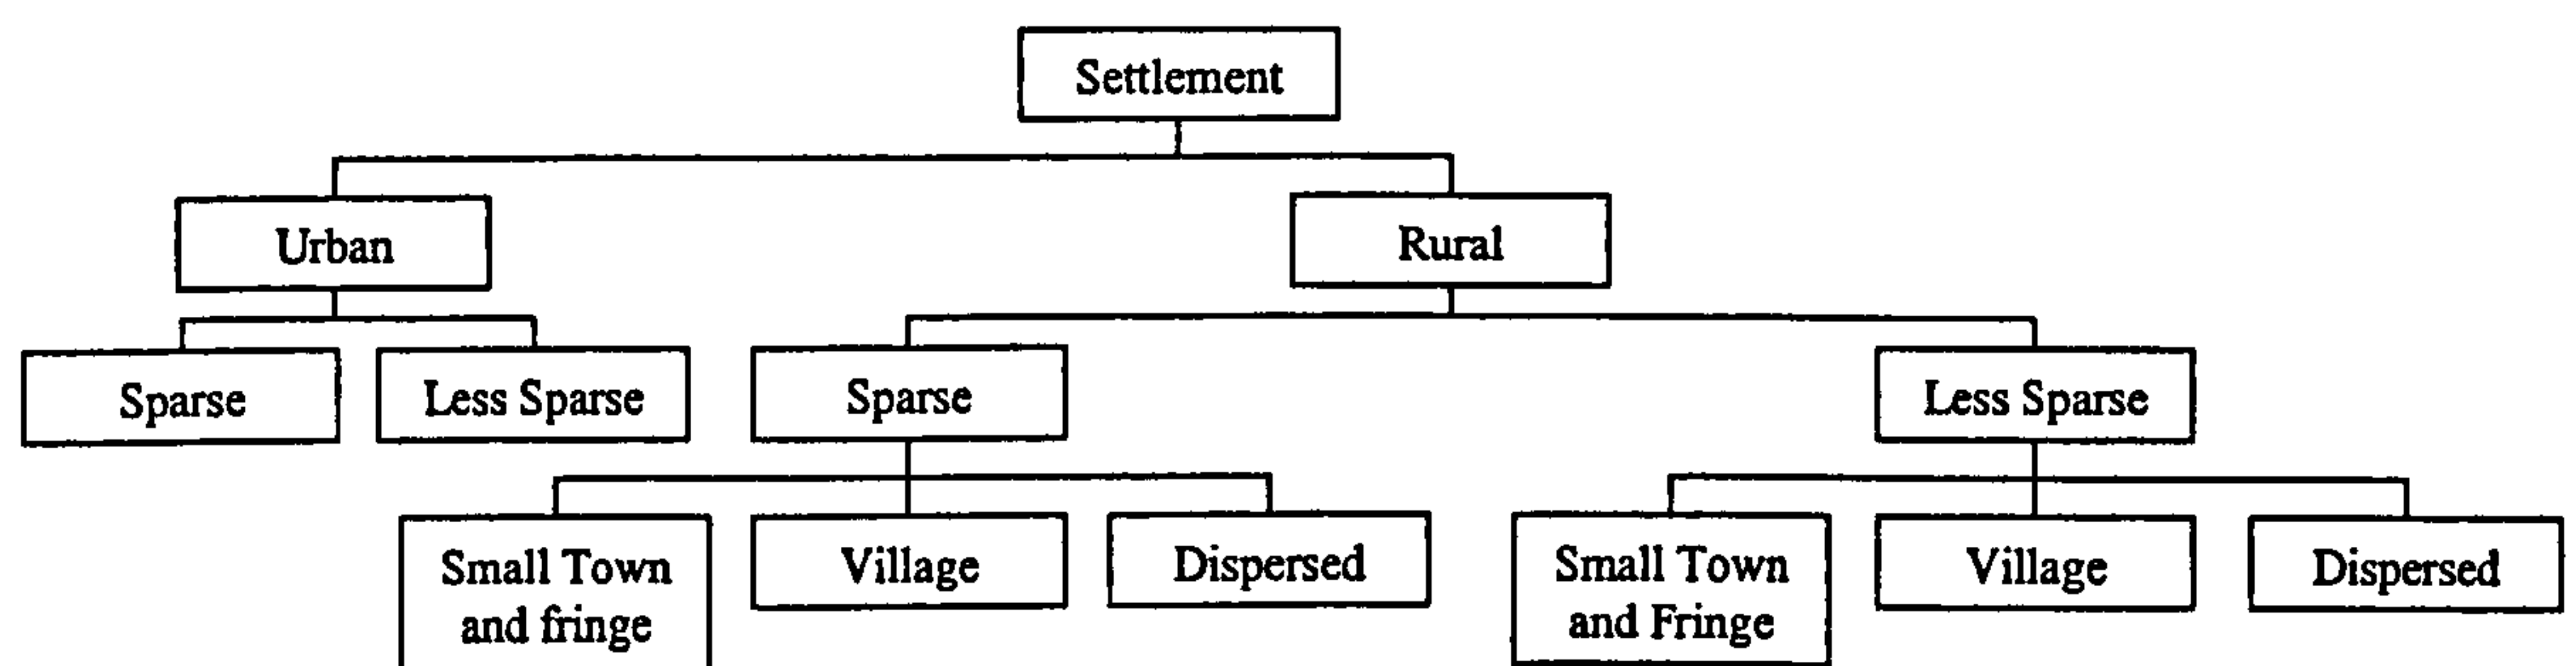 Settlement
Urban
Rural
Sparse
Less Sparse
Sparse
Less Sparse
Small Town
and fringe
Village
Dispersed
Small Town
and Fringe
Village
Dispersed